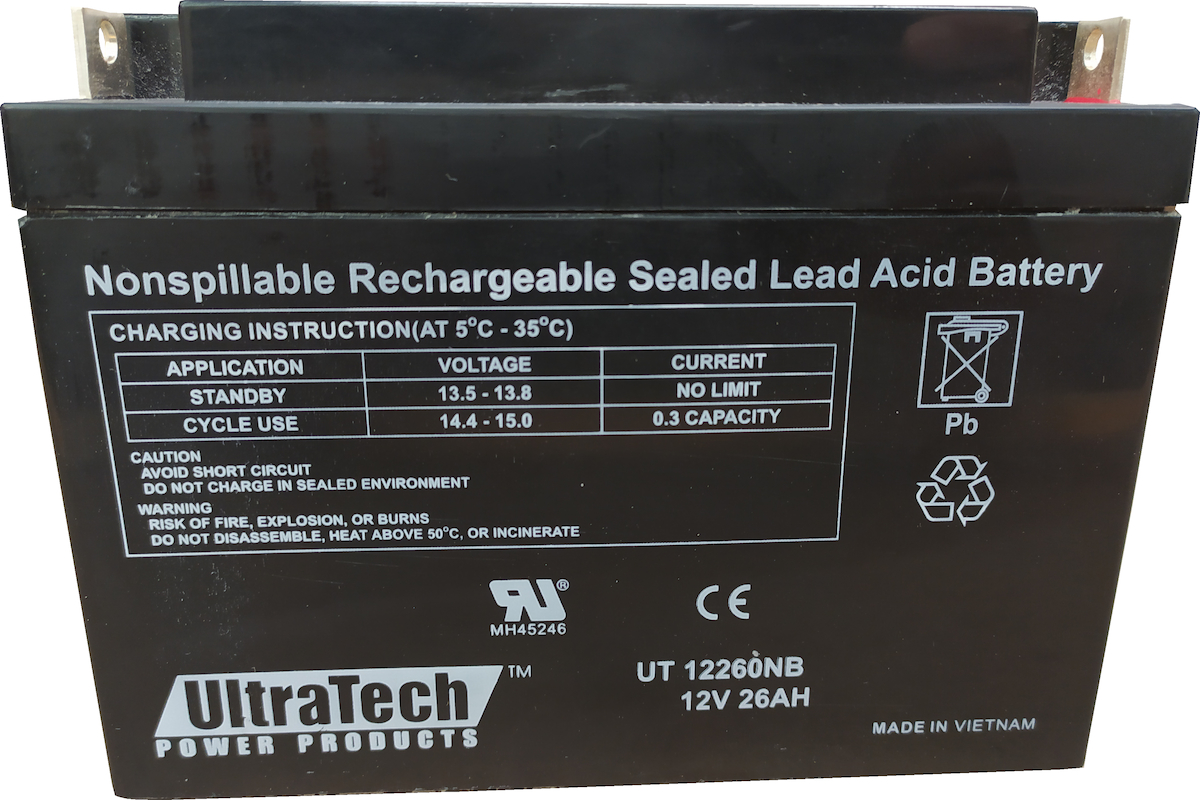 Nonspillable Rechargeable Sealed Lead Acid Battery
CHARGING INSTRUCTION(AT 5°C - 35°C)
APPLICATION VOLTAGE CURRENT
STANDBY 13.5 - 13.8 NO LIMIT
CYCLE USE 14.4 - 15.0 0.3 CAPACITY
CAUTION
AVOID SHORT CIRCUIT
DO NOT CHARGE IN SEALED ENVIRONMENT
WARNING
RISK OF FIRE, EXPLOSION, OR BURNS
DO NOT DISASSEMBLE, HEAT ABOVE 50°C, OR INCINERATE
Pb
RU®
MH45246
CE
UltraTech™
POWER PRODUCTS
UT 12260NB
12V 26AH
MADE IN VIETNAM